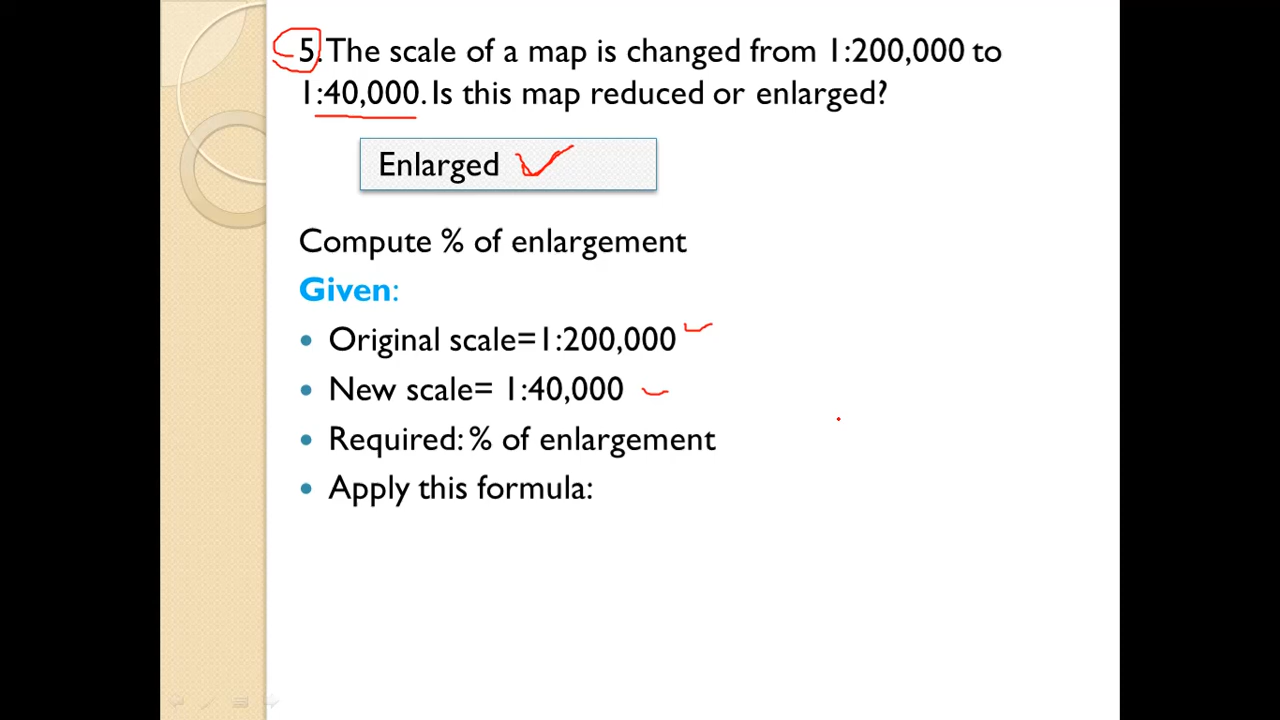 5. The scale of a map is changed from 1:200,000 to
1:40,000. Is this map reduced or enlarged?
Enlarged
Compute % of enlargement
Given:
• Original scale=1:200,000
• New scale= 1:40,000
• Required: % of enlargement
• Apply this formula: